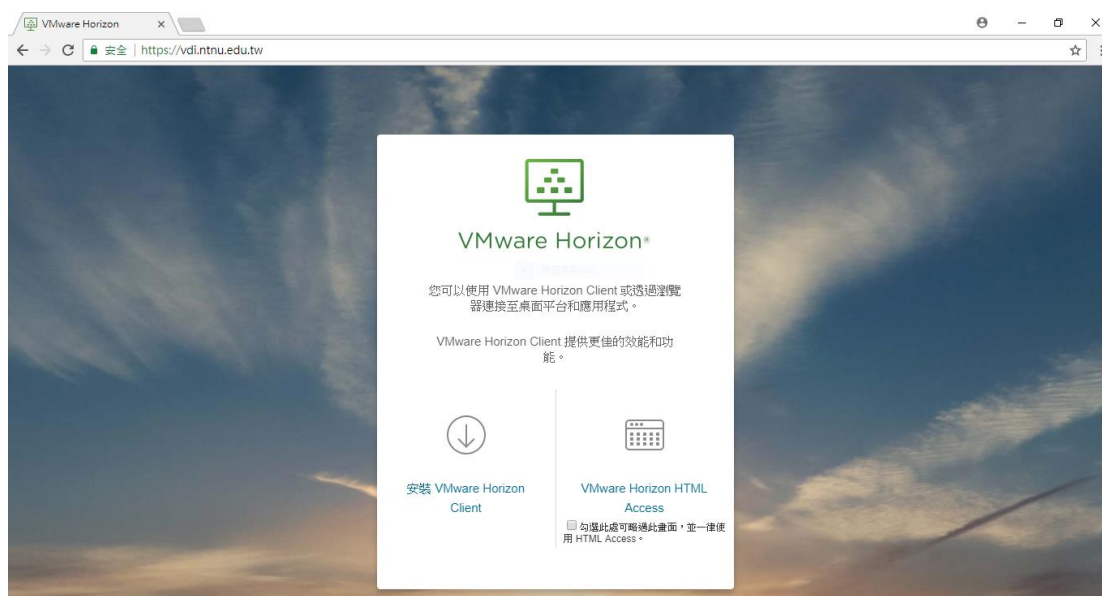 VMware Horizon
安全 | https://vdi.ntnu.edu.tw
VMware Horizon®
您可以使用 VMware Horizon Client 或透過瀏覽
器連接至桌面平台和應用程式。
VMware Horizon Client 提供更佳的效能和功
能。
安裝 VMware Horizon
Client
VMware Horizon HTML
Access
勾選此處可略過此畫面，並一律使
用 HTML Access。